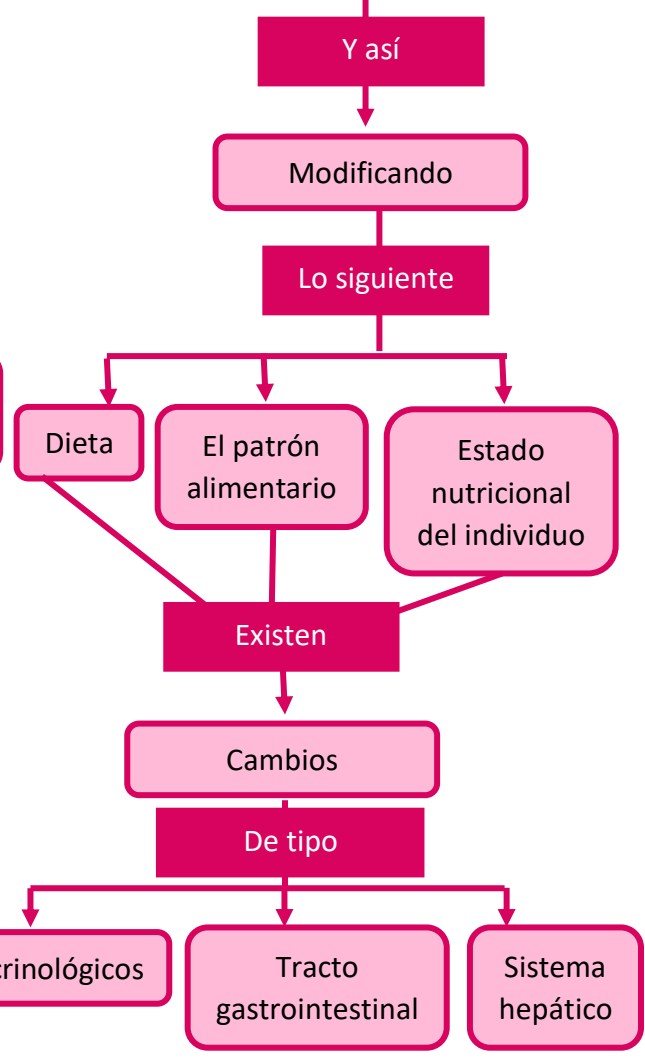 Y así
Modificando
Lo siguiente
Dieta
El patrón
alimentario
Estado
nutricional
del individuo
Existen
Cambios
De tipo
crinológicos
Tracto
gastrointestinal
Sistema
hepático